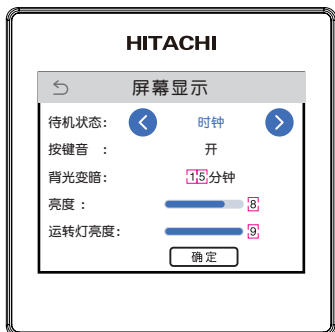 HITACHI
屏幕显示
待机状态： 时钟
按键音 ： 开
背光变暗： 15分钟
亮度 ： 8
运转灯亮度： 9
确定